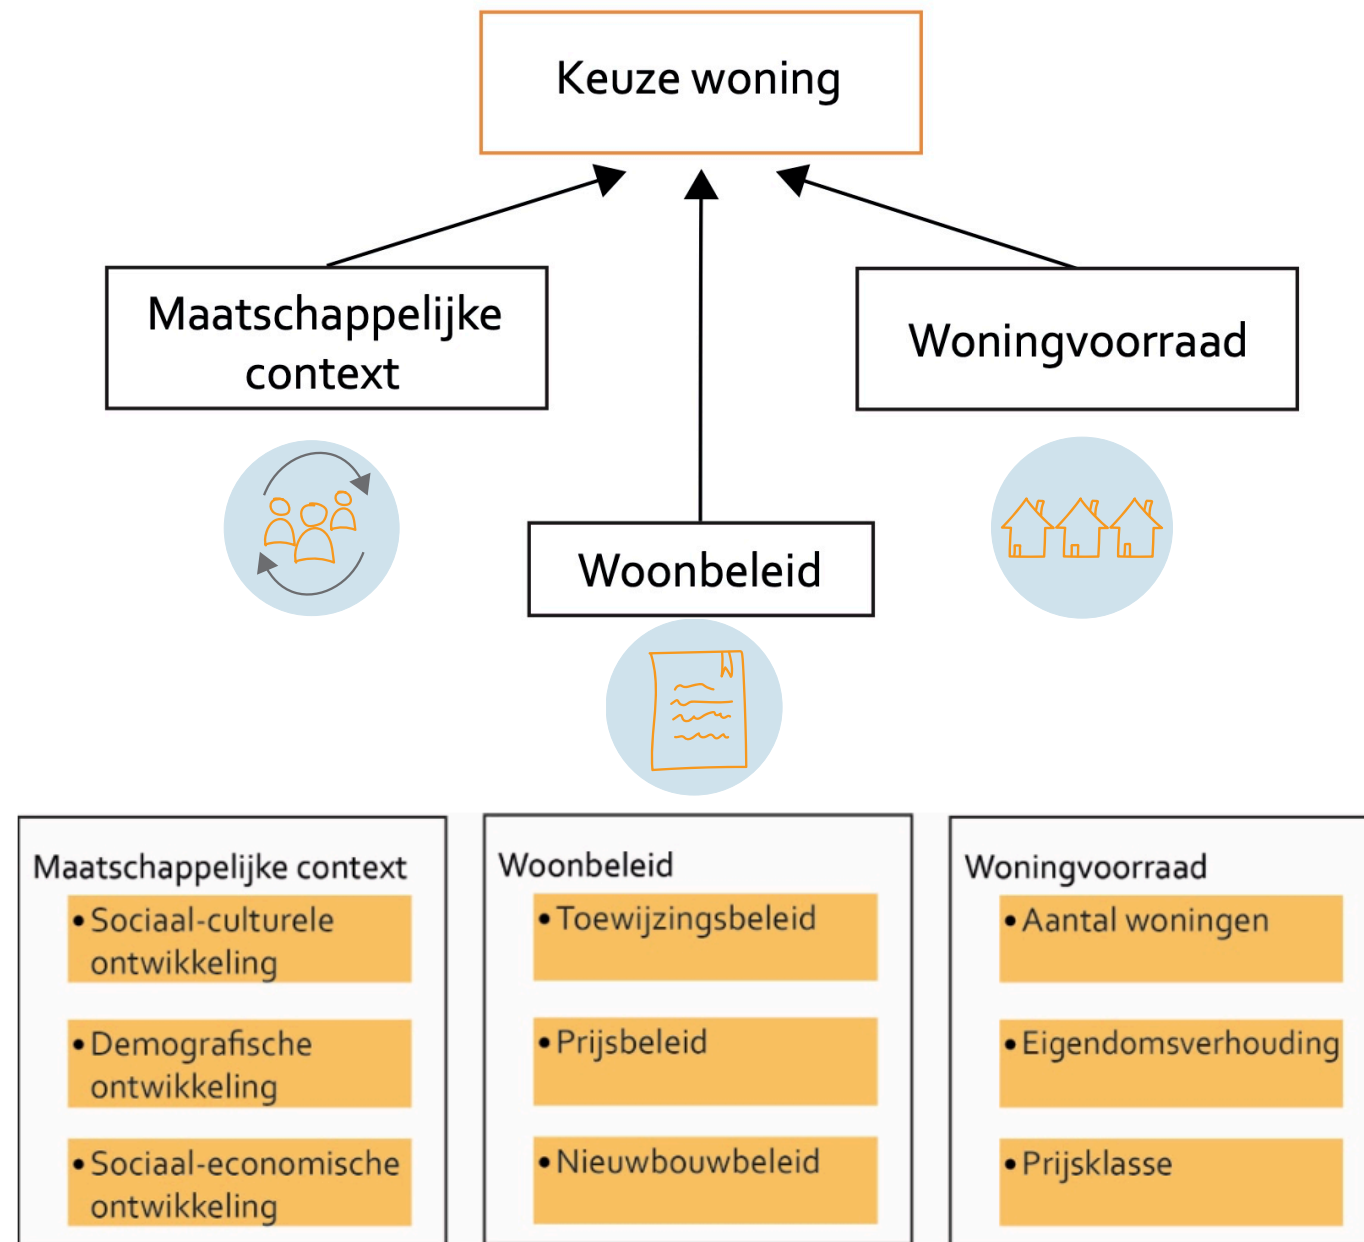 Keuze woning
Maatschappelijke
context
Woningvoorraad
Woonbeleid
Maatschappelijke context
• Sociaal-culturele
ontwikkeling
• Demografische
ontwikkeling
• Sociaal-economische
ontwikkeling
Woonbeleid
• Toewijzingsbeleid
• Prijsbeleid
• Nieuwbouwbeleid
Woningvoorraad
• Aantal woningen
• Eigendomsverhouding
• Prijsklasse